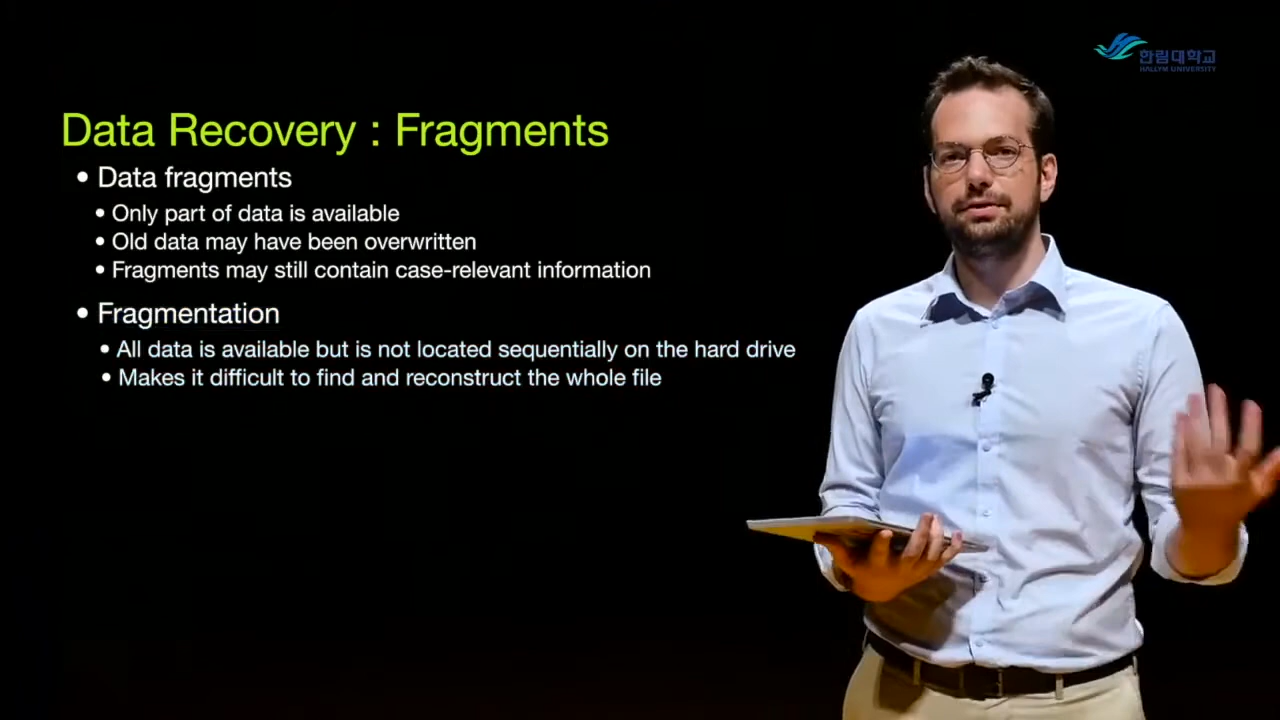 한림대학교
HALLYM UNIVERSITY
Data Recovery : Fragments
• Data fragments
• Only part of data is available
• Old data may have been overwritten
• Fragments may still contain case-relevant information
• Fragmentation
• All data is available but is not located sequentially on the hard drive
• Makes it difficult to find and reconstruct the whole file